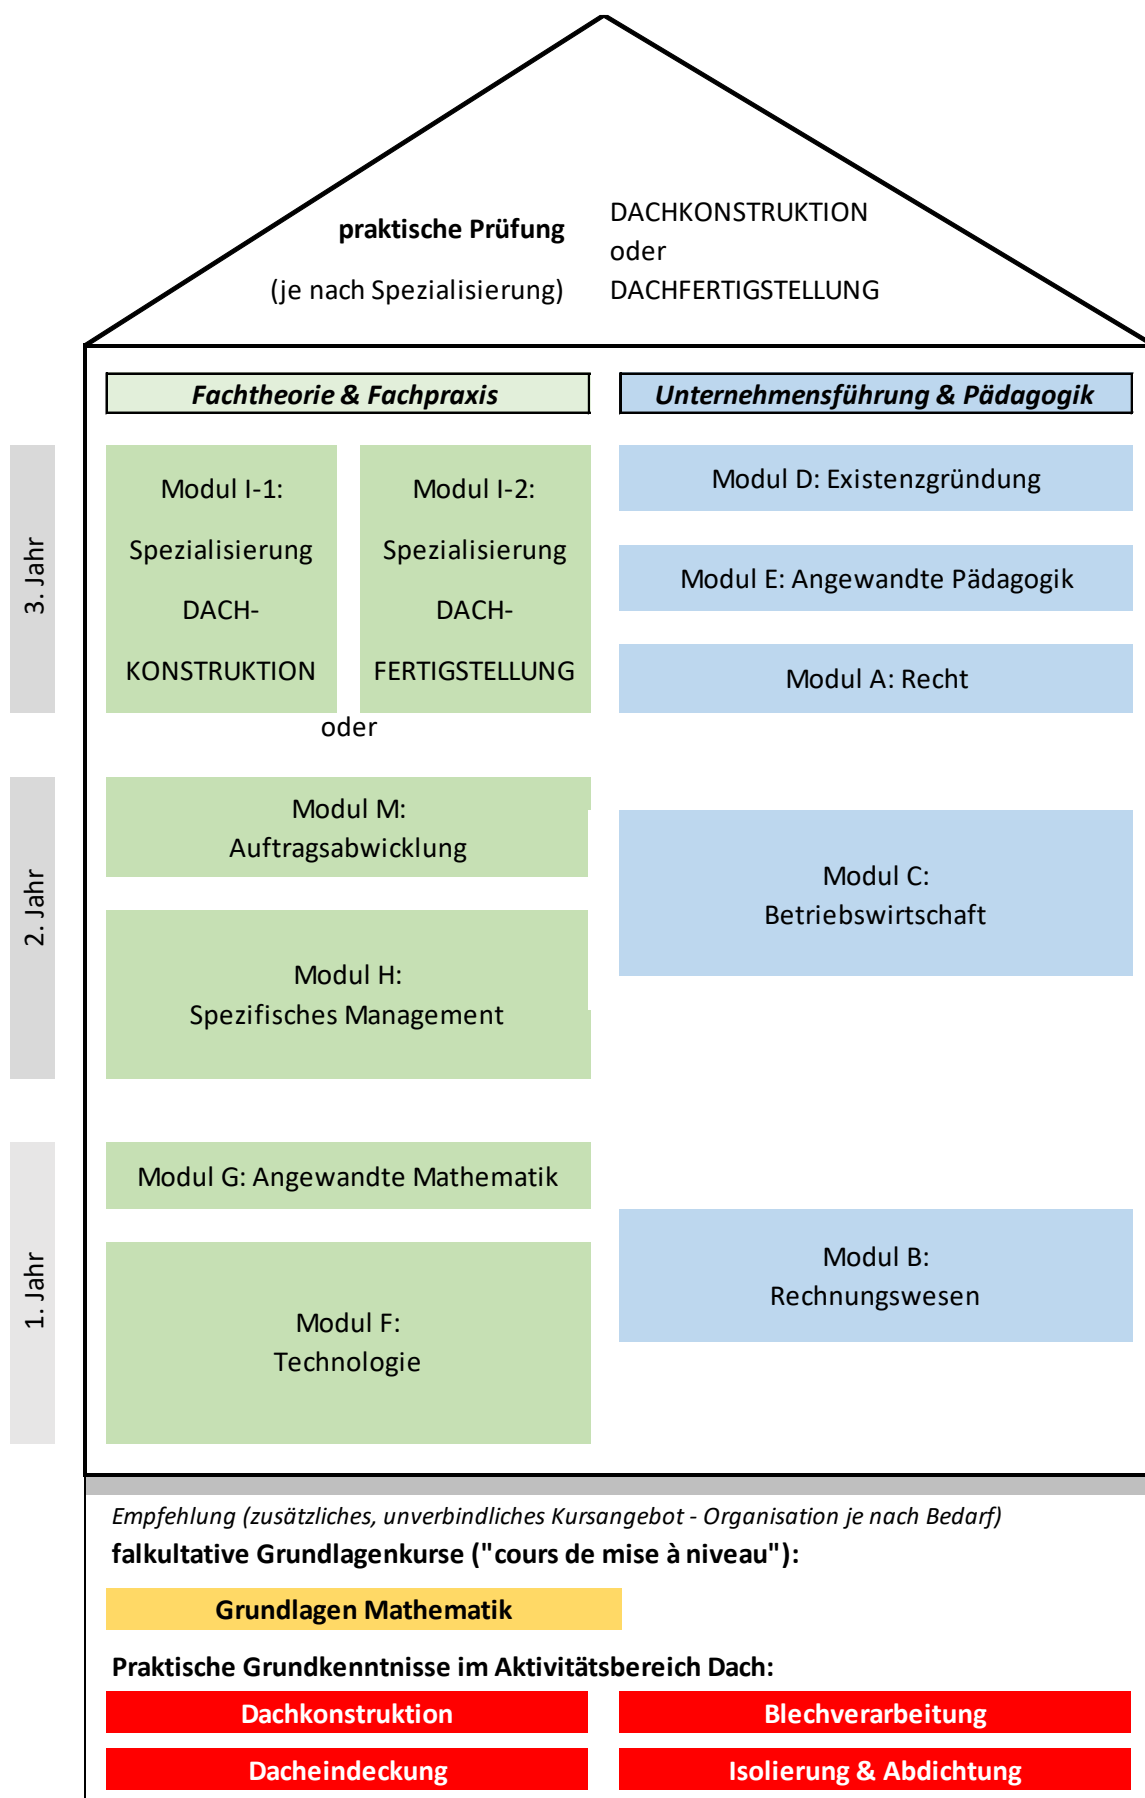 praktische Prüfung
(je nach Spezialisierung)
DACHKONSTRUKTION
oder
DACHFERTIGSTELLUNG
Fachtheorie & Fachpraxis
Unternehmensführung & Pädagogik
3. Jahr
Modul I-1:
Spezialisierung
DACH-
KONSTRUKTION
Modul I-2:
Spezialisierung
DACH-
FERTIGSTELLUNG
oder
Modul D: Existenzgründung
Modul E: Angewandte Pädagogik
Modul A: Recht
2. Jahr
Modul M:
Auftragsabwicklung
Modul H:
Spezifisches Management
Modul C:
Betriebswirtschaft
1. Jahr
Modul G: Angewandte Mathematik
Modul F:
Technologie
Modul B:
Rechnungswesen
Empfehlung (zusätzliches, unverbindliches Kursangebot - Organisation je nach Bedarf)
falkultative Grundlagenkurse ("cours de mise à niveau"):
Grundlagen Mathematik
Praktische Grundkenntnisse im Aktivitätsbereich Dach:
Dachkonstruktion
Blechverarbeitung
Dacheindeckung
Isolierung & Abdichtung